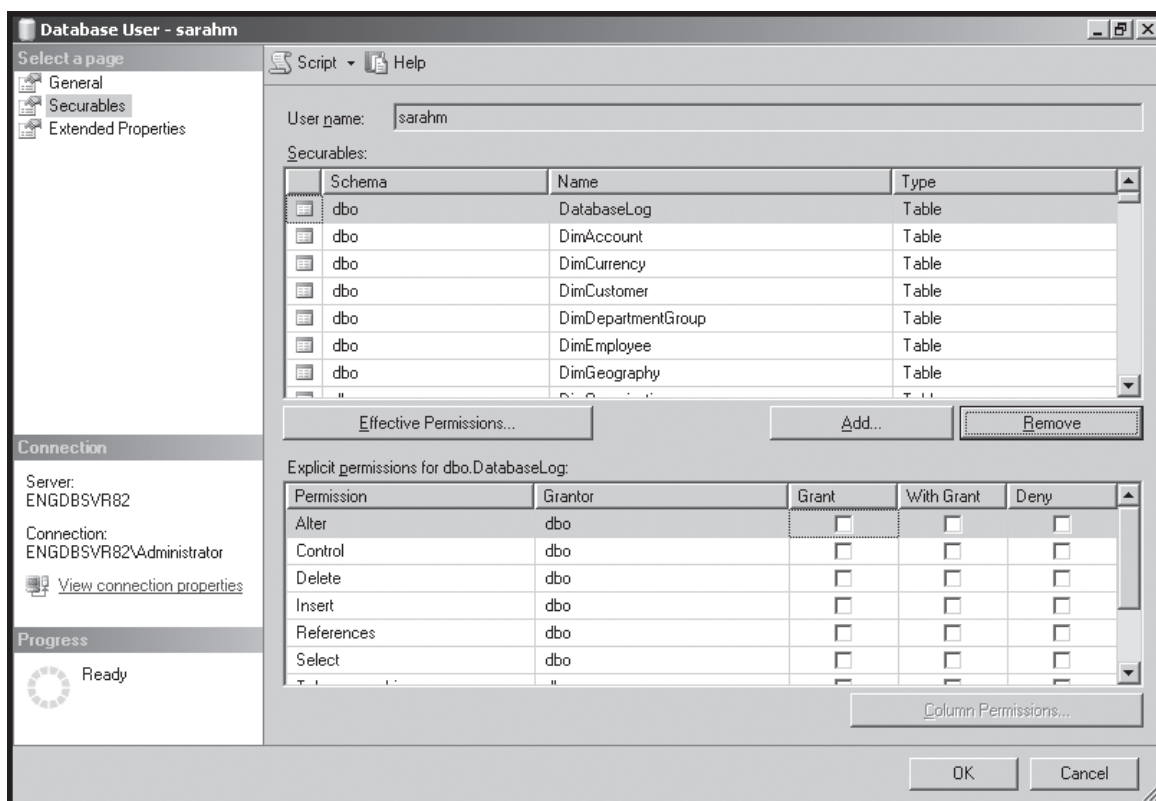 Database User - sarahm
Select a page
General
Securables
Extended Properties
Script
Help
User name: sarahm
Securables:
Schema Name Type
dbo DatabaseLog Table
dbo DimAccount Table
dbo DimCurrency Table
dbo DimCustomer Table
dbo DimDepartmentGroup Table
dbo DimEmployee Table
dbo DimGeography Table
Effective Permissions... Add... Remove
Explicit permissions for dbo.DatabaseLog:
Permission Grantor Grant With Grant Deny
Alter dbo
Control dbo
Delete dbo
Insert dbo
References dbo
Select dbo
Column Permissions...
Connection
Server:
ENGDBSVR82
Connection:
ENGDBSVR82\Administrator
View connection properties
Progress
Ready
OK Cancel